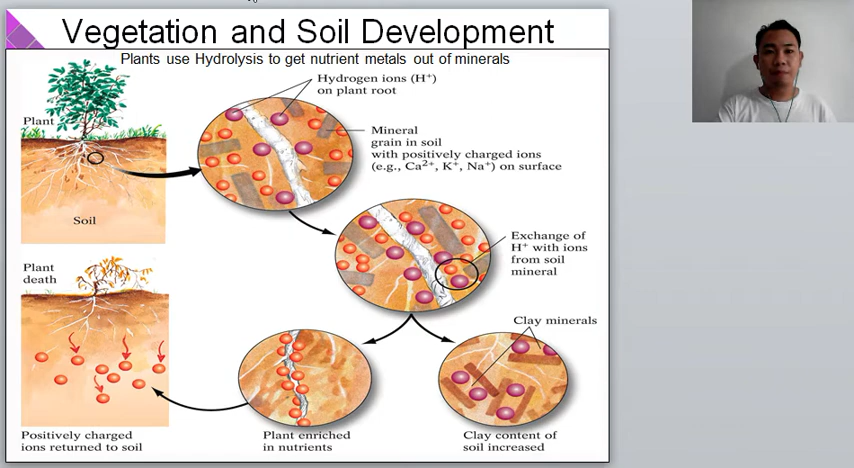 Vegetation and Soil Development
Plants use Hydrolysis to get nutrient metals out of minerals
Hydrogen ions (H⁺)
on plant root
Plant
Mineral
grain in soil
with positively charged ions
(e.g., Ca²⁺, K⁺, Na⁺) on surface
Soil
Exchange of
H⁺ with ions
from soil
mineral
Plant
death
Clay minerals
Positively charged
ions returned to soil
Plant enriched
in nutrients
Clay content of
soil increased